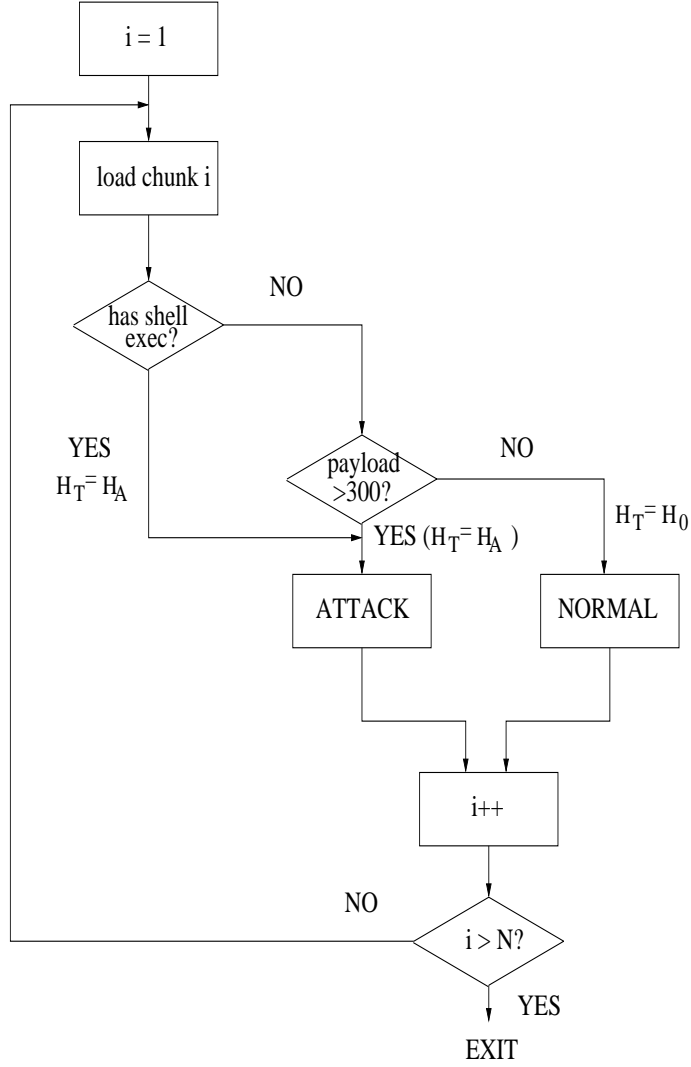 i = 1
load chunk i
NO
has shell
exec?
YES
H_T = H_A
payload
>300?
NO
YES (H_T = H_A )
H_T = H_0
ATTACK
NORMAL
i++
NO
i > N?
YES
EXIT